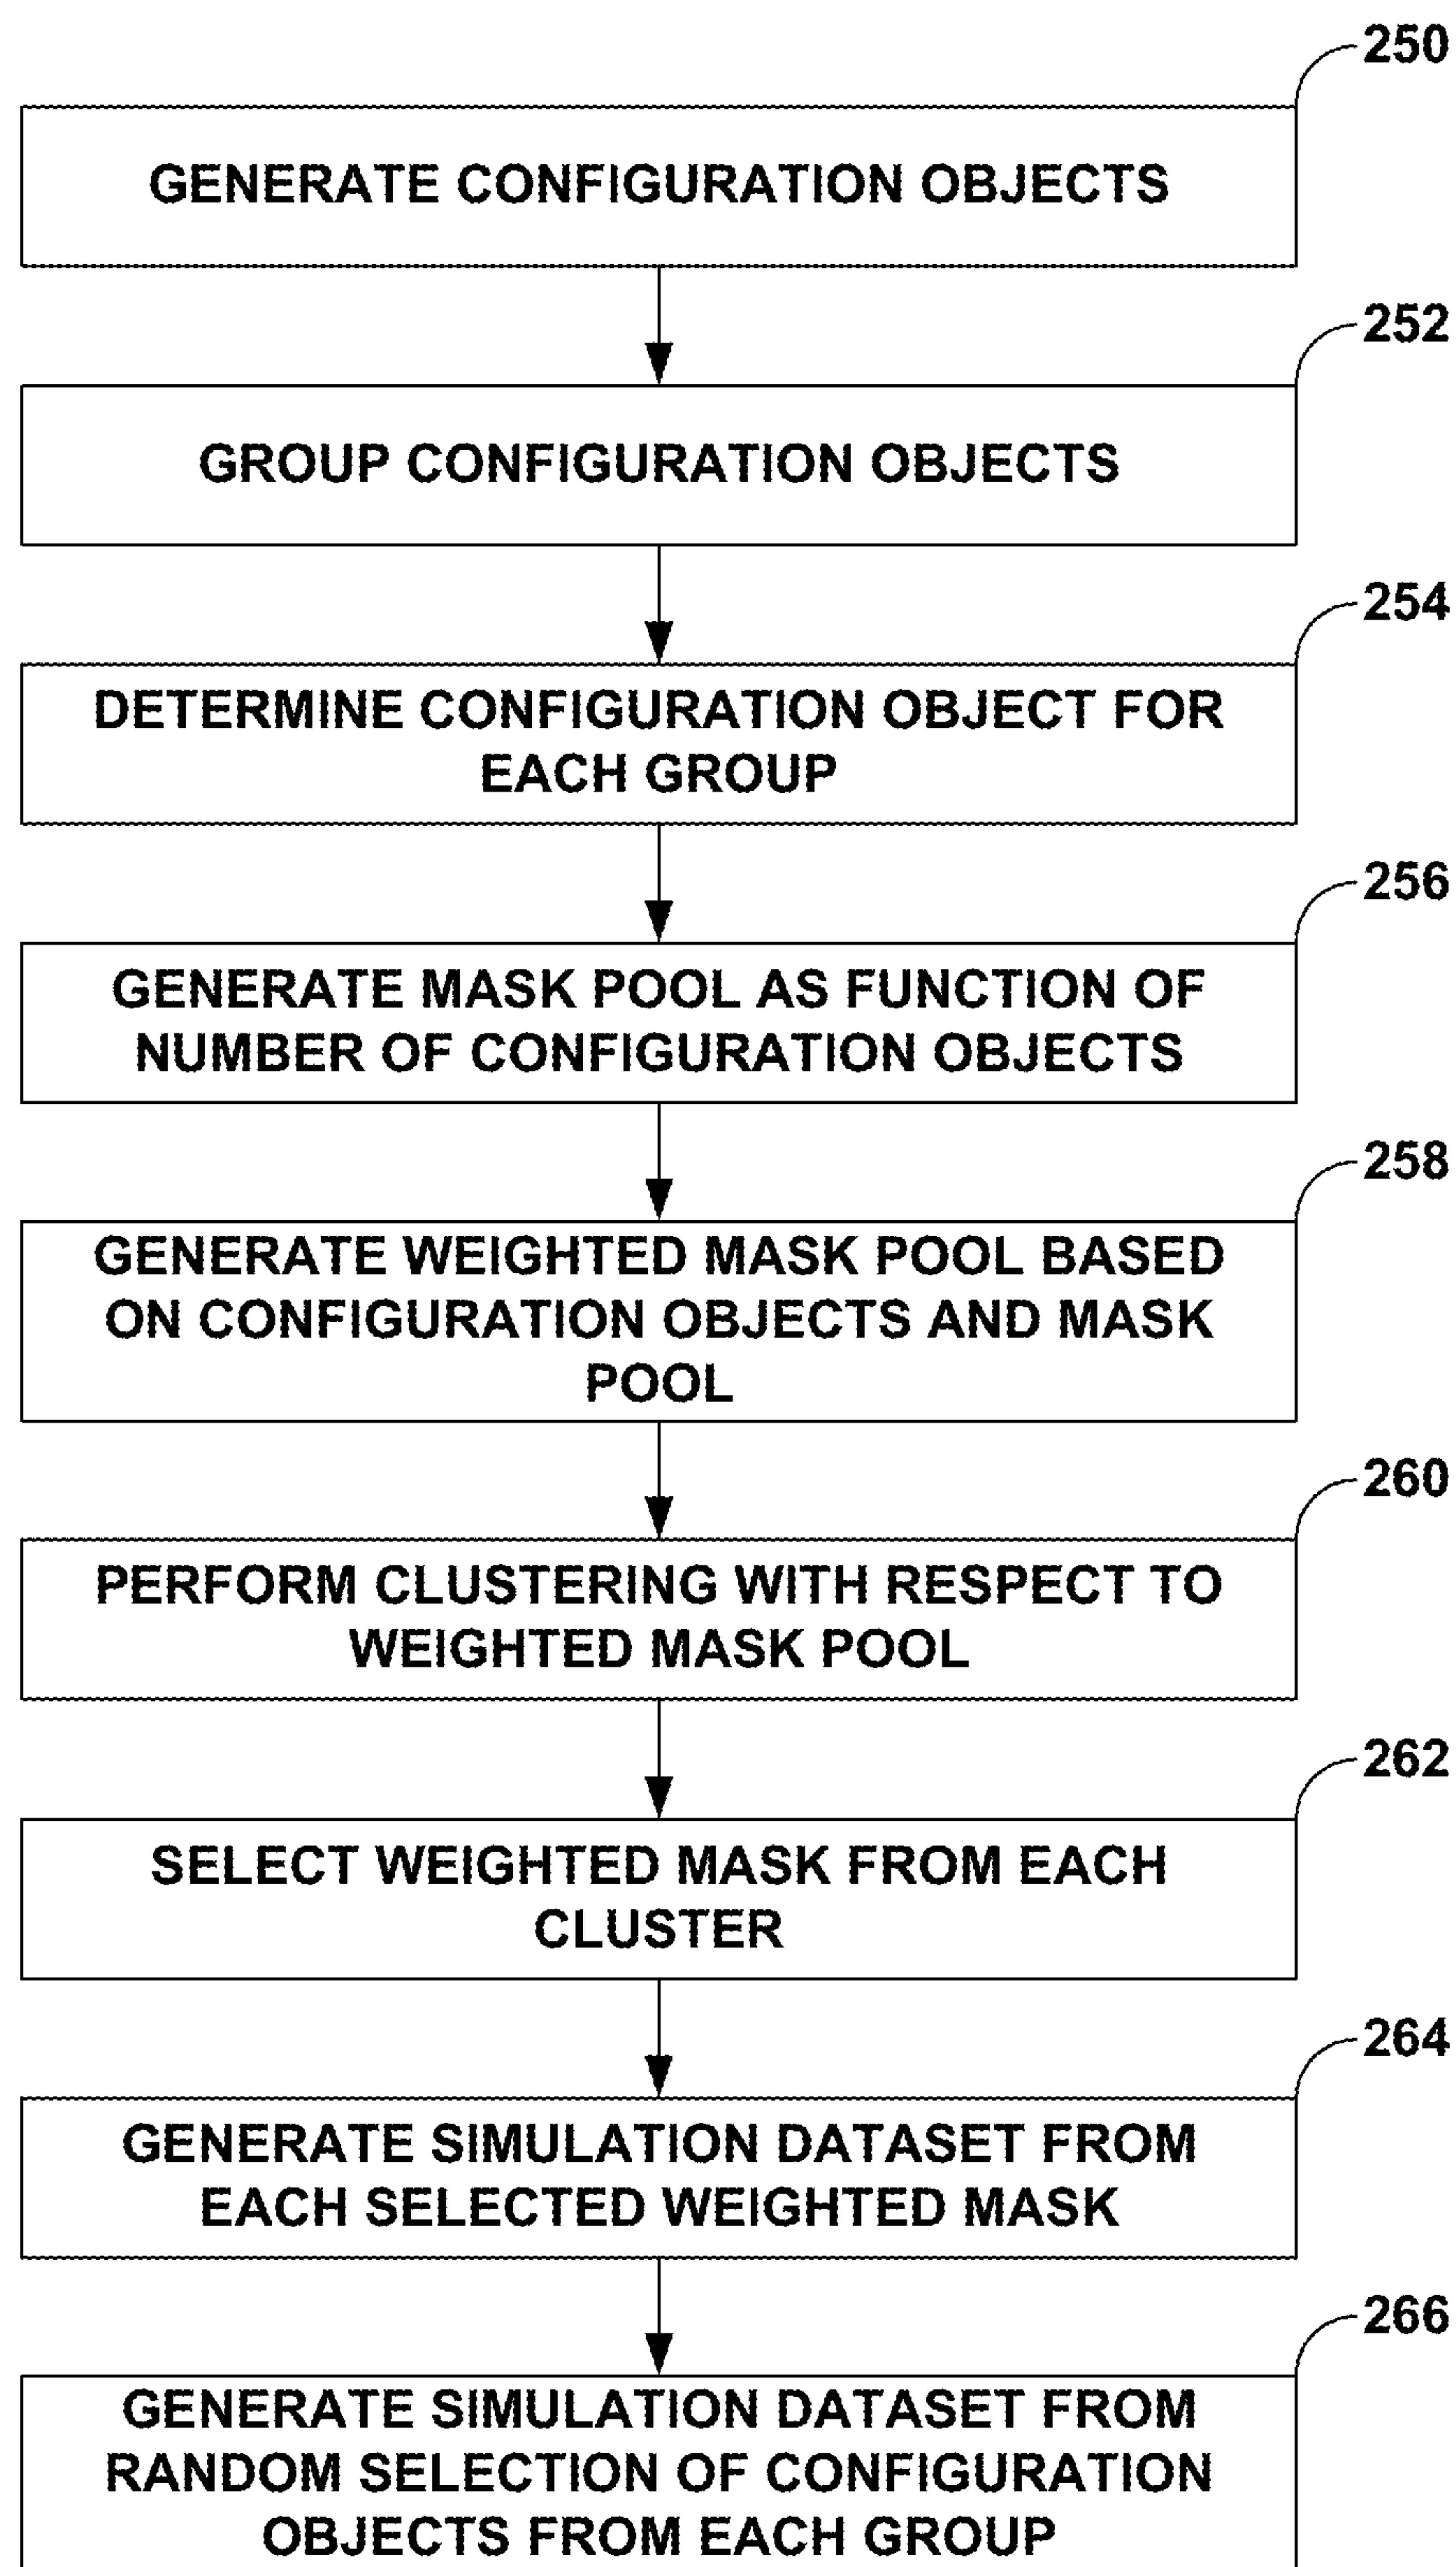 250
GENERATE CONFIGURATION OBJECTS
252
GROUP CONFIGURATION OBJECTS
254
DETERMINE CONFIGURATION OBJECT FOR
EACH GROUP
256
GENERATE MASK POOL AS FUNCTION OF
NUMBER OF CONFIGURATION OBJECTS
258
GENERATE WEIGHTED MASK POOL BASED
ON CONFIGURATION OBJECTS AND MASK
POOL
260
PERFORM CLUSTERING WITH RESPECT TO
WEIGHTED MASK POOL
262
SELECT WEIGHTED MASK FROM EACH
CLUSTER
264
GENERATE SIMULATION DATASET FROM
EACH SELECTED WEIGHTED MASK
266
GENERATE SIMULATION DATASET FROM
RANDOM SELECTION OF CONFIGURATION
OBJECTS FROM EACH GROUP